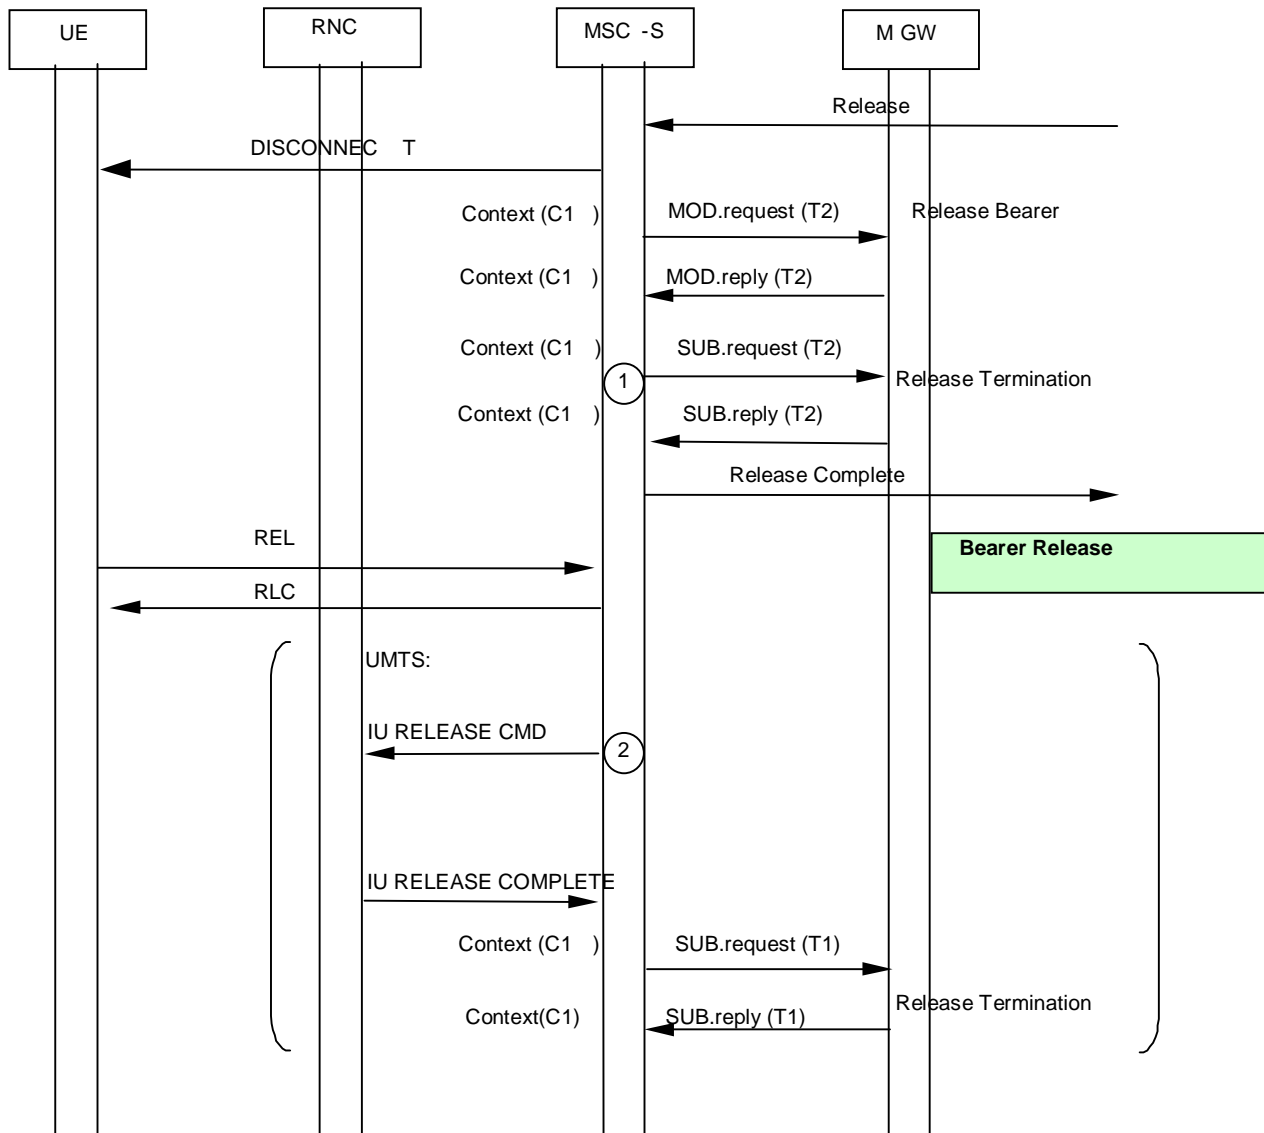 UE
RNC
MSC -S
M GW
Release
DISCONNEC T
Context (C1 )
MOD.request (T2)
Release Bearer
Context (C1 )
MOD.reply (T2)
Context (C1 )
SUB.request (T2)
1
Release Termination
Context (C1 )
SUB.reply (T2)
Release Complete
REL
Bearer Release
RLC
UMTS:
IU RELEASE CMD
2
IU RELEASE COMPLETE
Context (C1 )
SUB.request (T1)
Release Termination
Context(C1)
SUB.reply (T1)